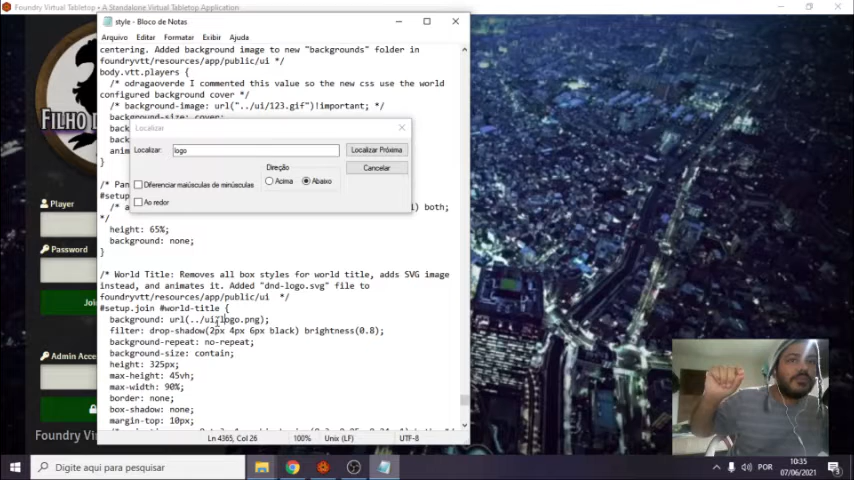 Foundry Virtual Tabletop • A Standalone Virtual Tabletop Application
style - Bloco de Notas
Arquivo Editar Formatar Exibir Ajuda
centering. Added background image to new "backgrounds" folder in
foundryvtt/resources/app/public/ui */
body.vtt.players {
/* odragaoverde I commented this value so the new css use the world
configured background cover */
/* background-image: url("../ui/123.gif")!important; */
background-size: cover;
Localizar
Localizar:
logo
Localizar Próxima
Direção
Cancelar
Acima
Abaixo
Diferenciar maiúsculas de minúsculas
Ao redor
}
/* Pan
#setup
/* a
) both;
*/
height: 65%;
background: none;
}
/* World Title: Removes all box styles for world title, adds SVG image
instead, and animates it. Added "dnd-logo.svg" file to
foundryvtt/resources/app/public/ui */
#setup.join #world-title {
background: url(../ui/logo.png);
filter: drop-shadow(2px 4px 6px black) brightness(0.8);
background-repeat: no-repeat;
background-size: contain;
height: 325px;
max-height: 45vh;
max-width: 90%;
border: none;
box-shadow: none;
margin-top: 10px;
Ln 4365, Col 26
100%
Unix (LF)
UTF-8
FILHO D
Player
Password
Join
Admin Acce
Foundry Virtu
Digite aqui para pesquisar
POR
10:35
07/06/2021
3